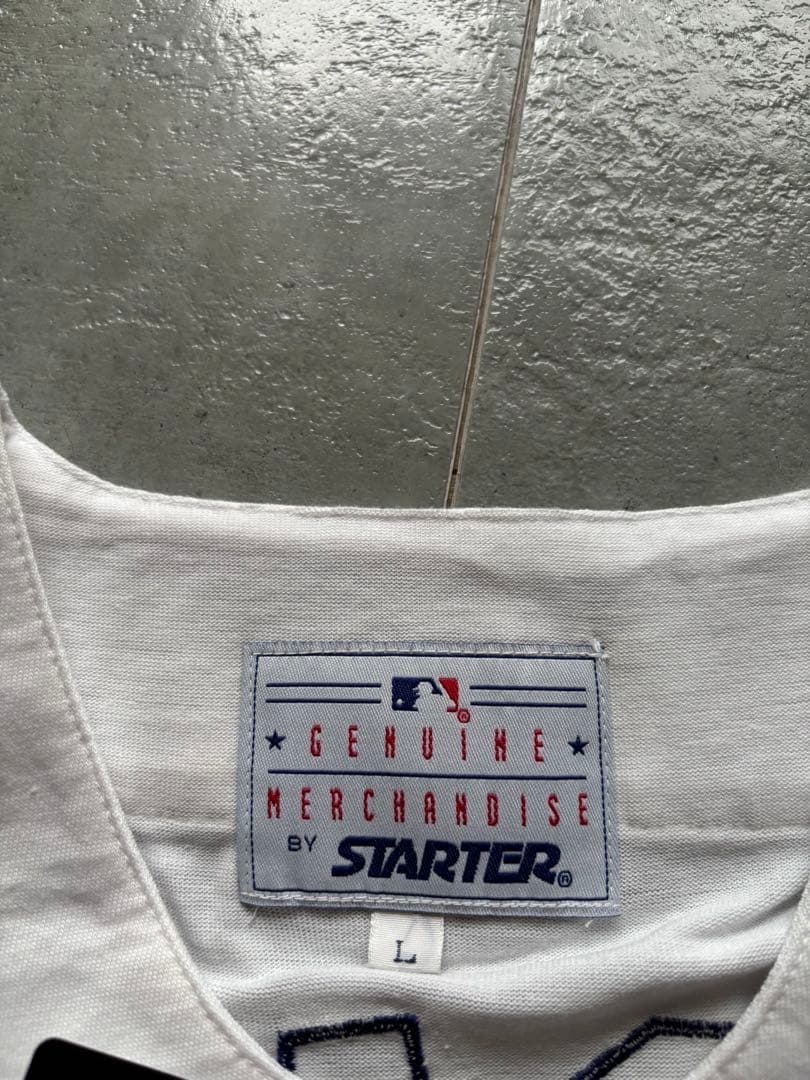 ★ GENUINE ★
MERCHANDISE
BY STARTER®
L